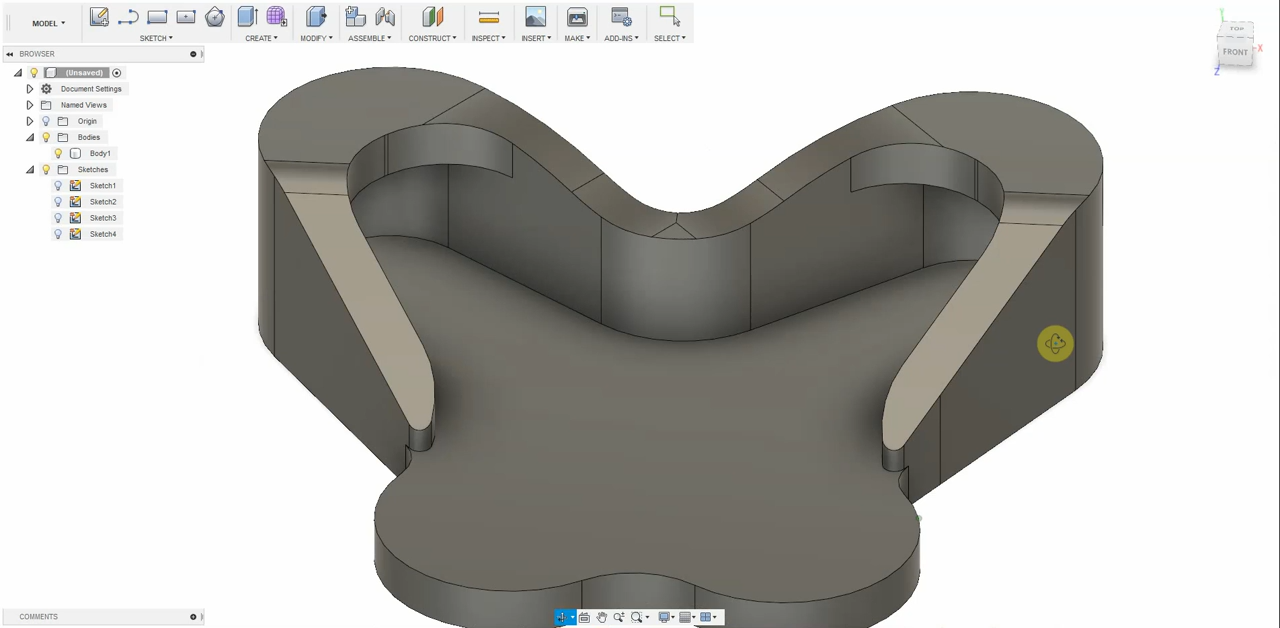 MODEL ▾
SKETCH ▾ CREATE ▾ MODIFY ▾ ASSEMBLE ▾ CONSTRUCT ▾ INSPECT ▾ INSERT ▾ MAKE ▾ ADD-INS ▾ SELECT ▾
BROWSER
(Unsaved)
Document Settings
Named Views
Origin
Bodies
Body1
Sketches
Sketch1
Sketch2
Sketch3
Sketch4
Y
TOP
FRONT
X
Z
COMMENTS